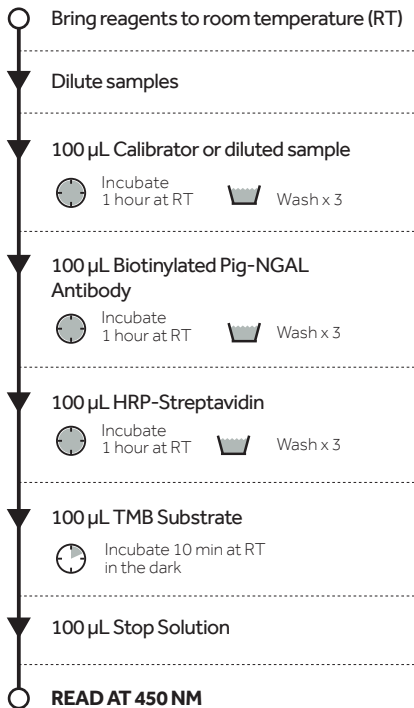 Bring reagents to room temperature (RT)
Dilute samples
100 µL Calibrator or diluted sample
Incubate
1 hour at RT
Wash x 3
100 µL Biotinylated Pig-NGAL
Antibody
Incubate
1 hour at RT
Wash x 3
100 µL HRP-Streptavidin
Incubate
1 hour at RT
Wash x 3
100 µL TMB Substrate
Incubate 10 min at RT
in the dark
100 µL Stop Solution
READ AT 450 NM